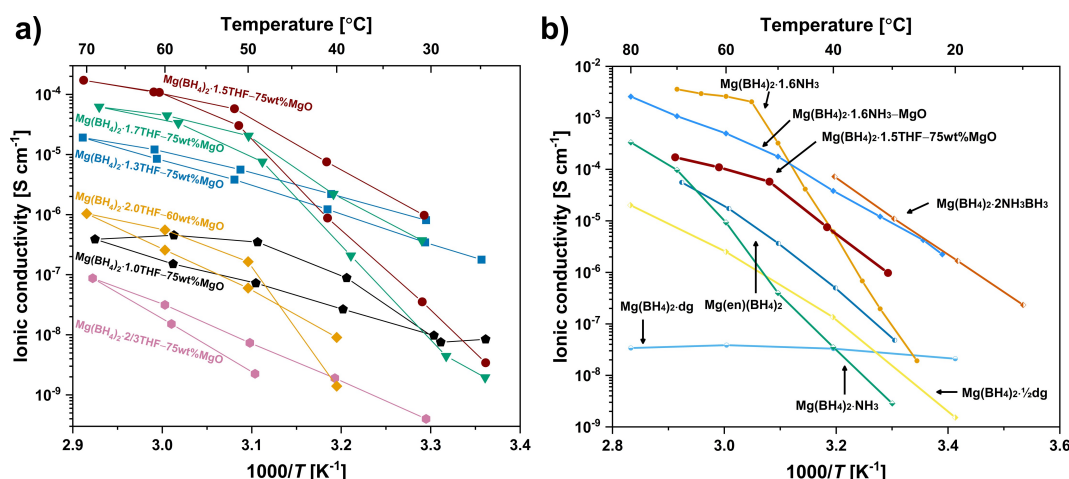 a)
Temperature [°C]
70 60 50 40 30
Ionic conductivity [S cm⁻¹]
10⁻⁴
10⁻⁵
10⁻⁶
10⁻⁷
10⁻⁸
10⁻⁹
Mg(BH₄)₂·1.5THF–75wt%MgO
Mg(BH₄)₂·1.7THF–75wt%MgO
Mg(BH₄)₂·1.3THF–75wt%MgO
Mg(BH₄)₂·2.0THF–60wt%MgO
Mg(BH₄)₂·1.0THF–75wt%MgO
Mg(BH₄)₂·2/3THF–75wt%MgO
2.9 3.0 3.1 3.2 3.3 3.4
1000/T [K⁻¹]
b)
Temperature [°C]
80 60 40 20
Ionic conductivity [S cm⁻¹]
10⁻²
10⁻³
10⁻⁴
10⁻⁵
10⁻⁶
10⁻⁷
10⁻⁸
10⁻⁹
Mg(BH₄)₂·1.6NH₃
Mg(BH₄)₂·1.6NH₃–MgO
Mg(BH₄)₂·1.5THF–75wt%MgO
Mg(BH₄)₂·2NH₃BH₃
Mg(BH₄)₂·dg
Mg(en)(BH₄)₂
Mg(BH₄)₂·½dg
Mg(BH₄)₂·NH₃
2.8 3.0 3.2 3.4 3.6
1000/T [K⁻¹]